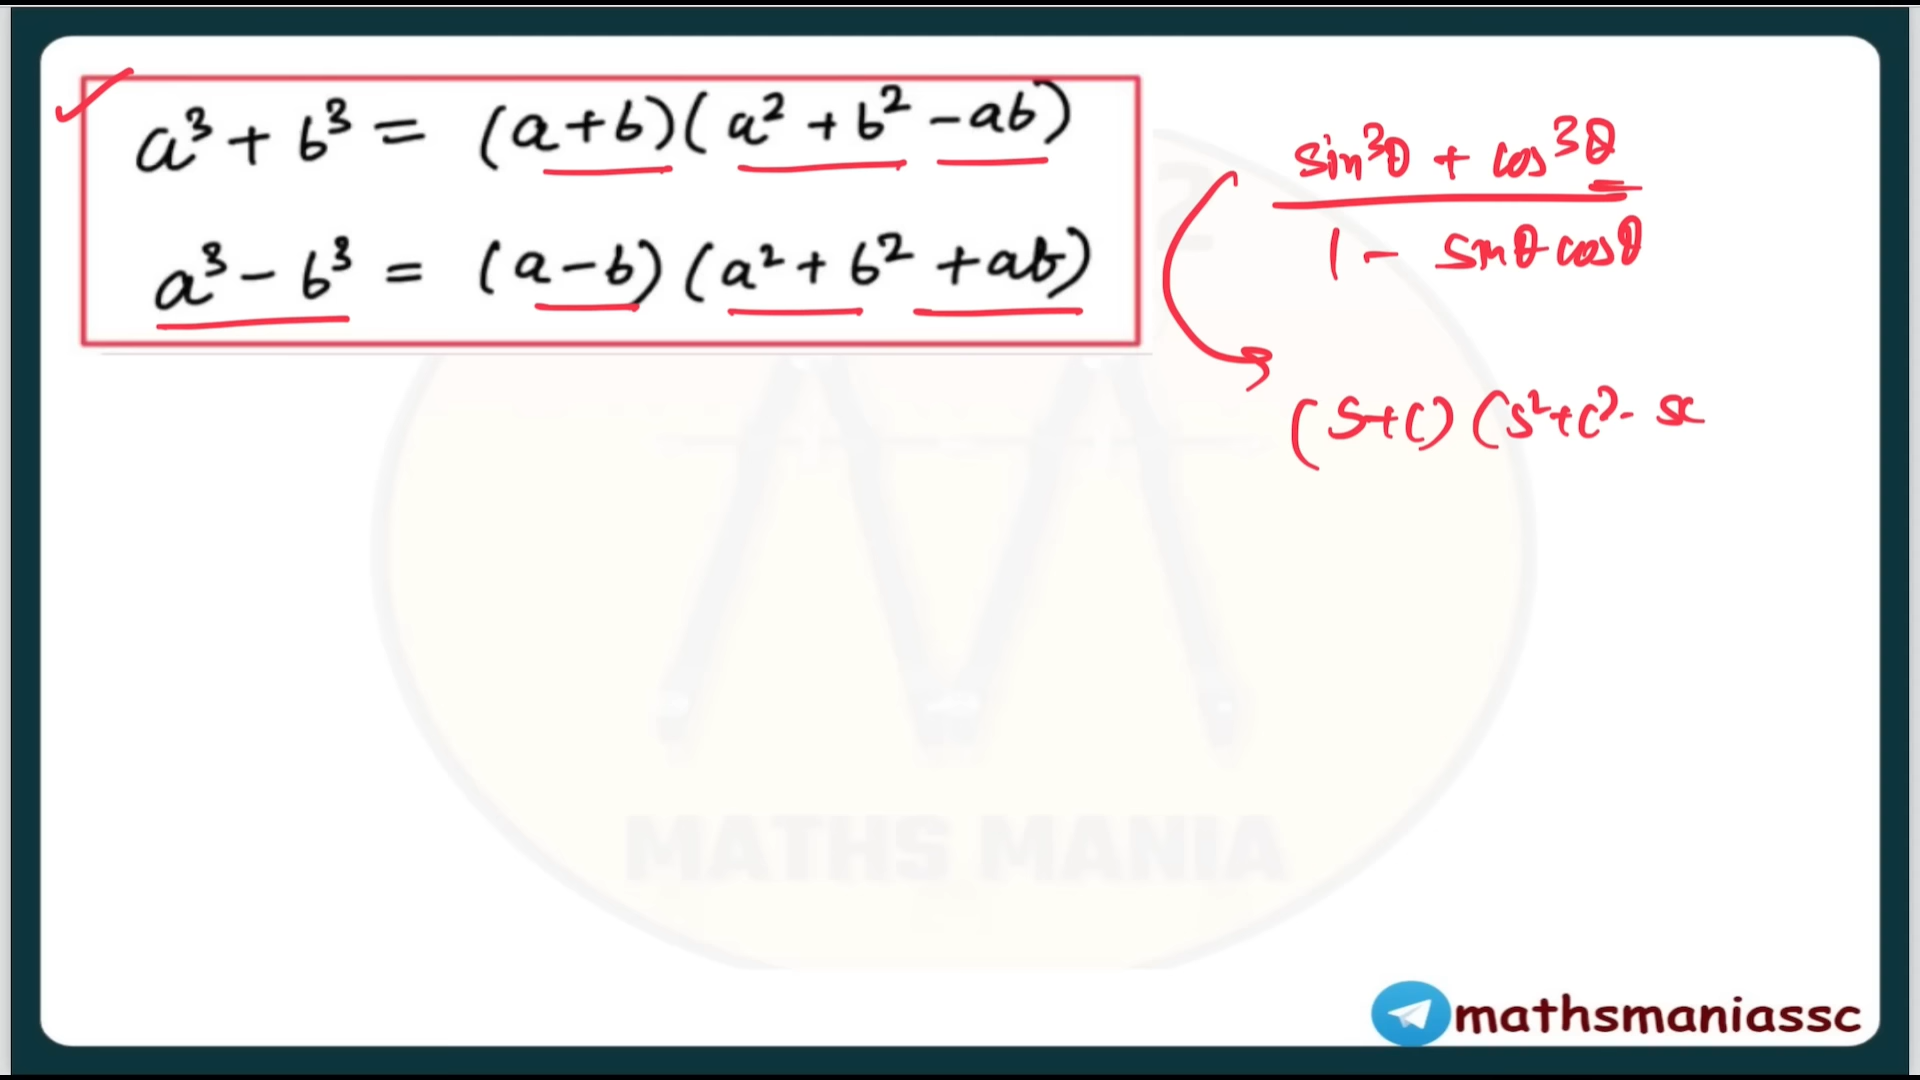 a³ + b³ = (a+b)(a² + b² - ab)
a³ - b³ = (a-b)(a² + b² + ab)
sin³θ + cos³θ
1 - sinθ cosθ
(S+C)(S²+C²- SC
MATHS MANIA
mathsmaniassc